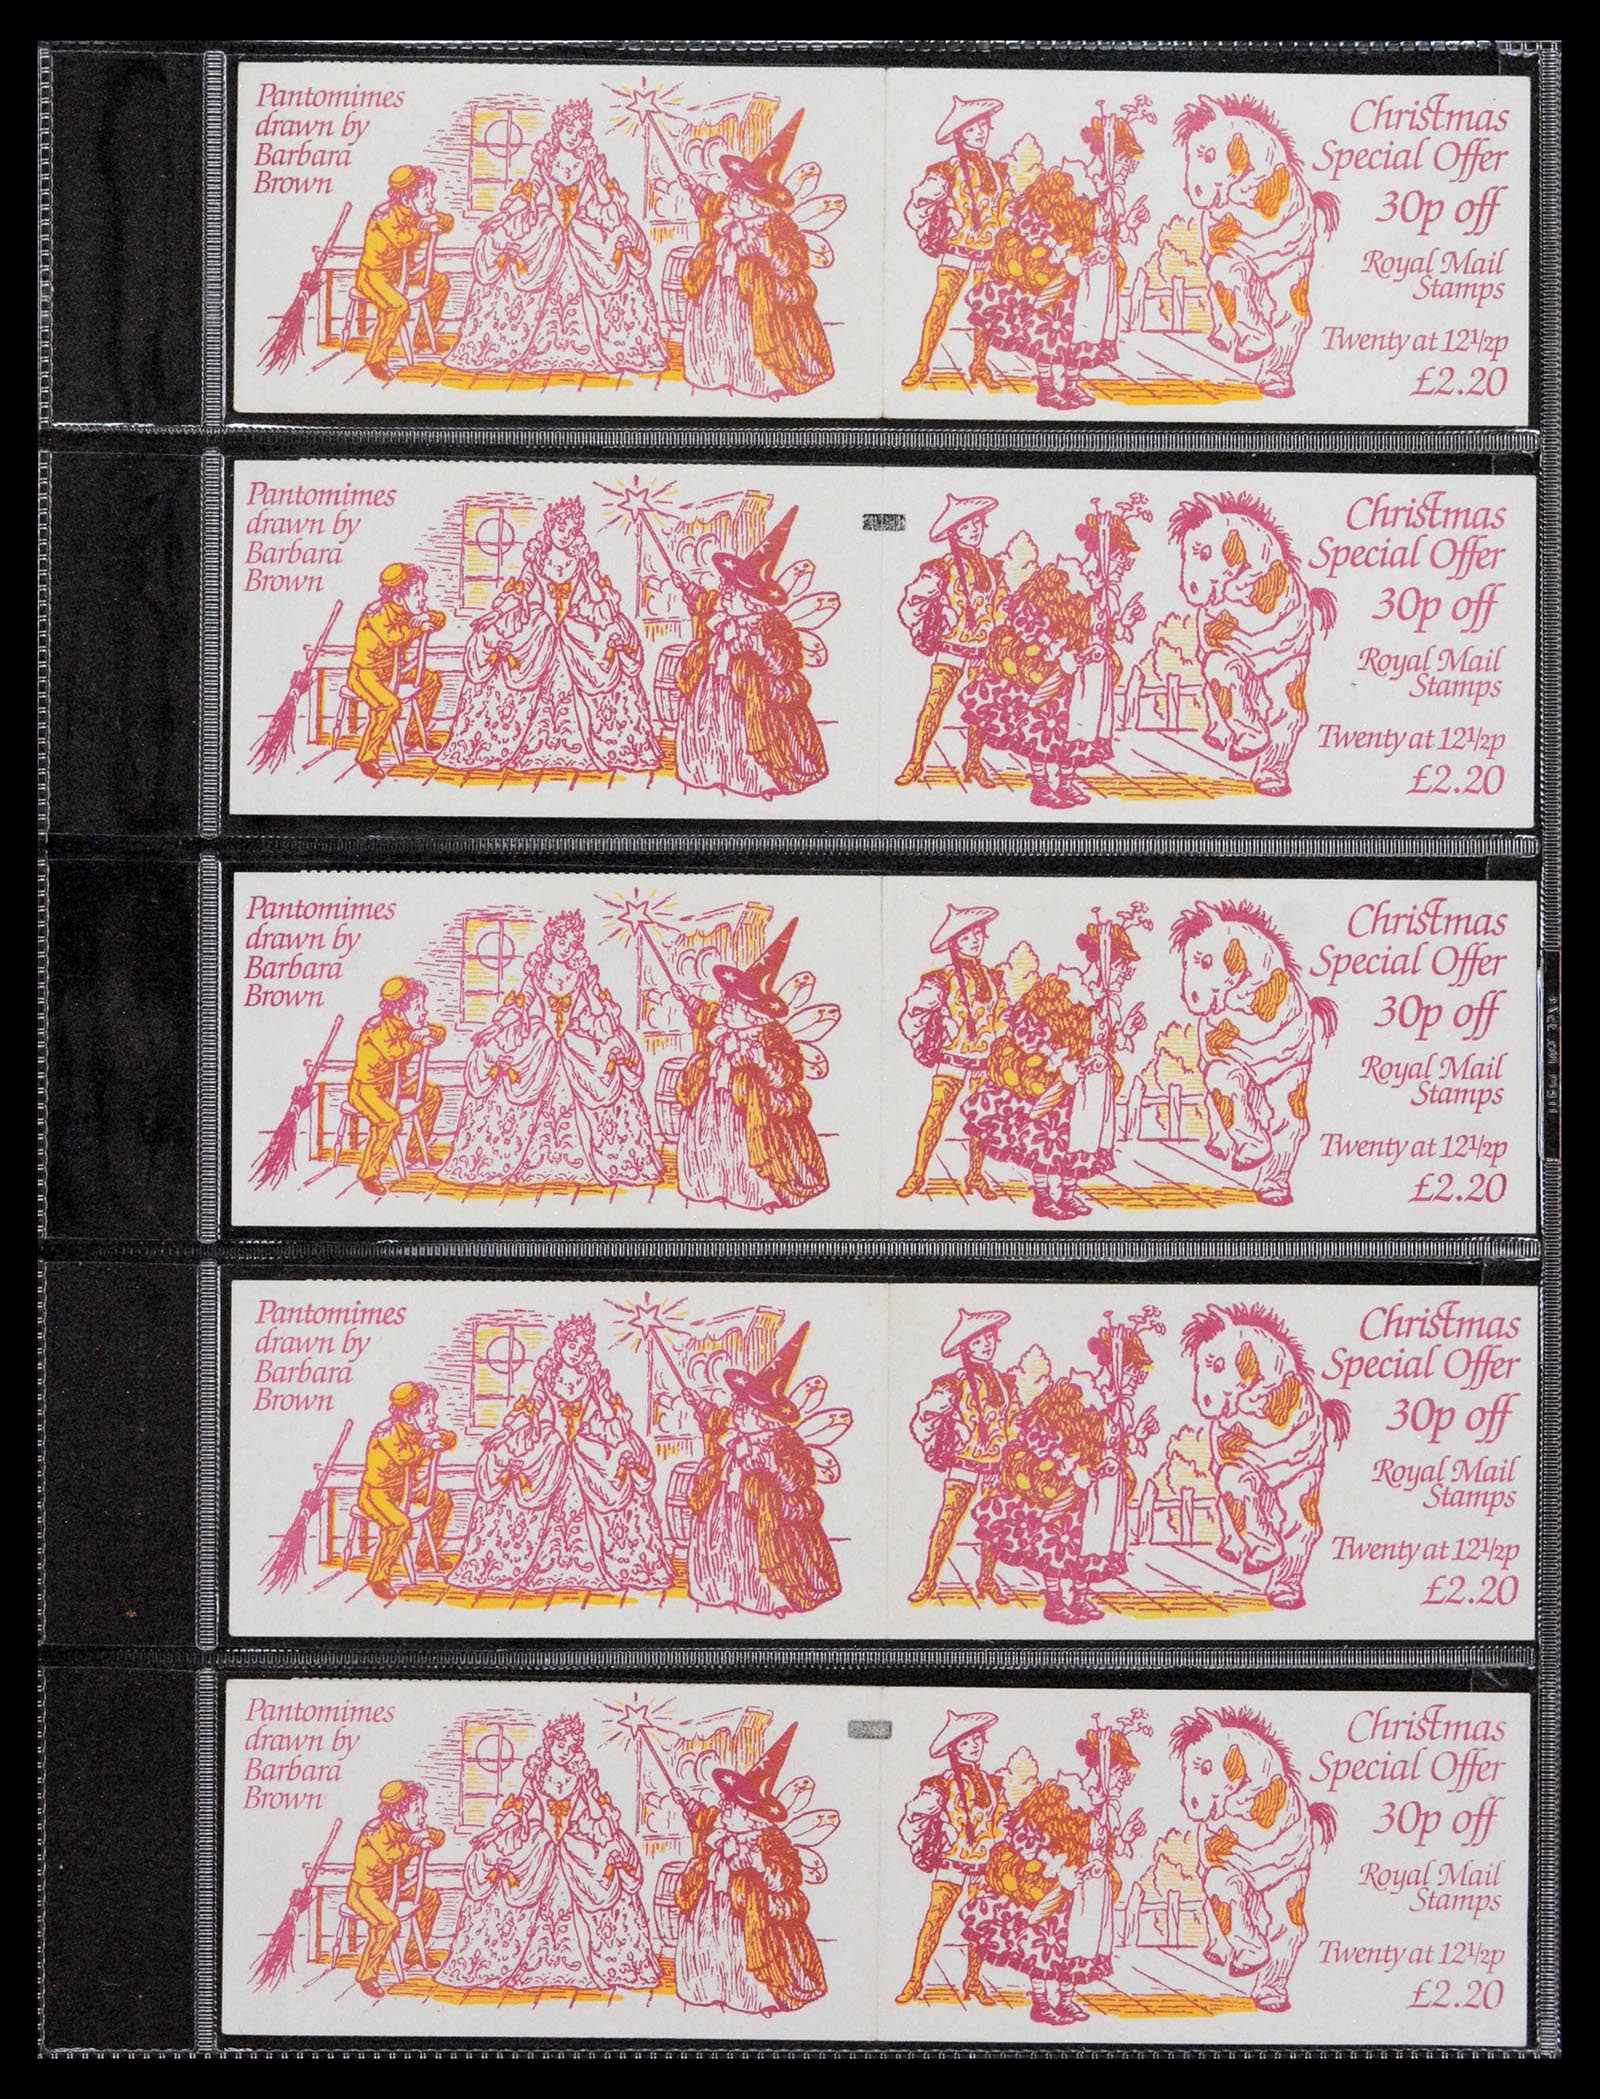 Pantomimes
drawn by
Barbara
Brown
Christmas
Special Offer
30p off
Royal Mail
Stamps
Twenty at 12½p
£2.20
Pantomimes
drawn by
Barbara
Brown
Christmas
Special Offer
30p off
Royal Mail
Stamps
Twenty at 12½p
£2.20
Pantomimes
drawn by
Barbara
Brown
Christmas
Special Offer
30p off
Royal Mail
Stamps
Twenty at 12½p
£2.20
Pantomimes
drawn by
Barbara
Brown
Christmas
Special Offer
30p off
Royal Mail
Stamps
Twenty at 12½p
£2.20
Pantomimes
drawn by
Barbara
Brown
Christmas
Special Offer
30p off
Royal Mail
Stamps
Twenty at 12½p
£2.20